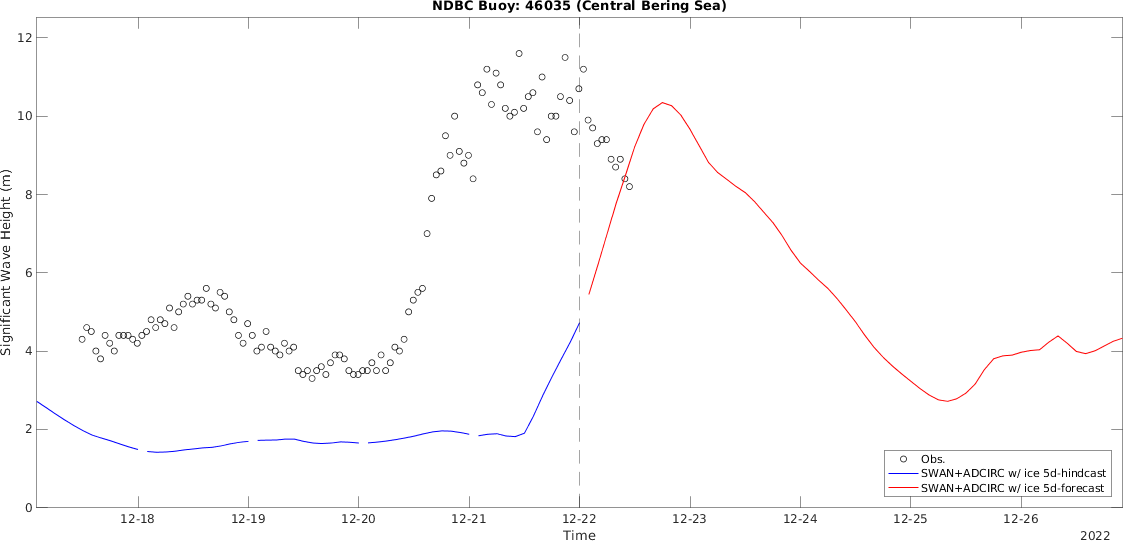 NDBC Buoy: 46035 (Central Bering Sea)
Significant Wave Height (m)
12
10
8
6
4
2
0
Obs.
SWAN+ADCIRC w/ ice 5d-hindcast
SWAN+ADCIRC w/ ice 5d-forecast
12-18 12-19 12-20 12-21 12-22 12-23 12-24 12-25 12-26
Time
2022